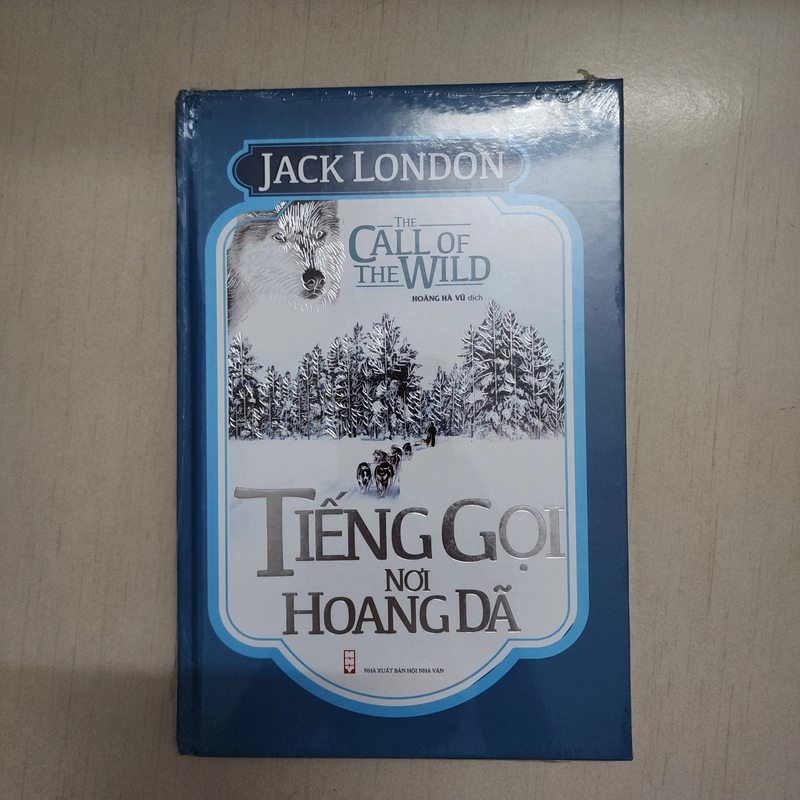 JACK LONDON
THE
CALL OF
THE WILD
HOÀNG HÀ VŨ dịch
TIẾNG GỌI
NƠI
HOANG DÃ
NHÀ XUẤT BẢN HỘI NHÀ VĂN